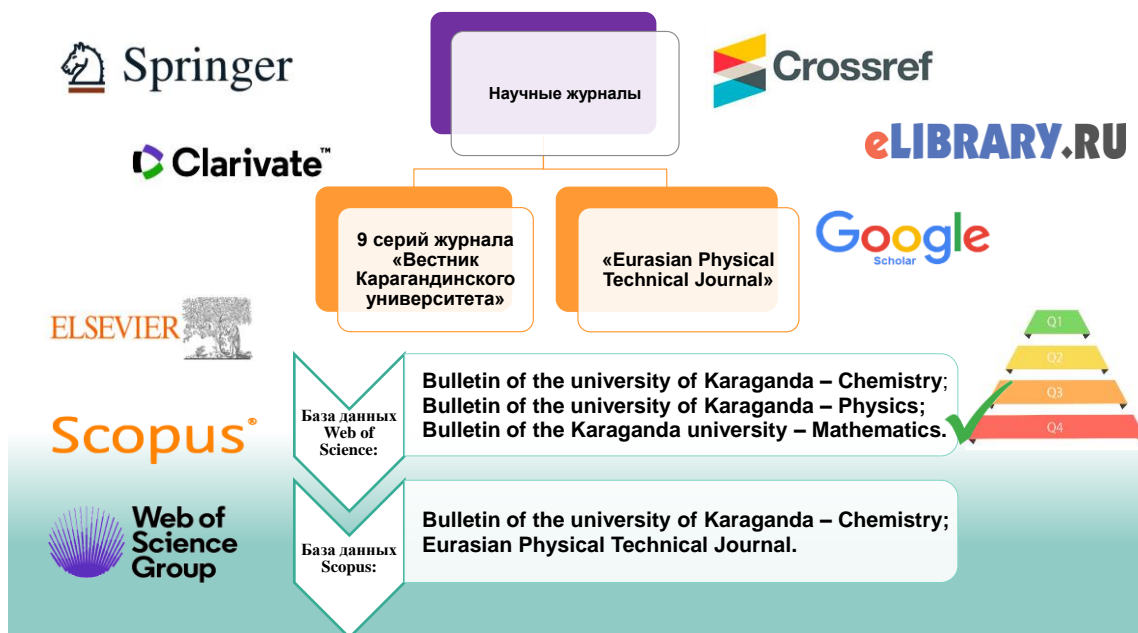 Springer
Научные журналы
Crossref
eLIBRARY.RU
Clarivate™
9 серий журнала
«Вестник
Карагандинского
университета»
«Eurasian Physical
Technical Journal»
Google
Scholar
ELSEVIER
Q1
Q2
Q3
Q4
База данных
Web of
Science:
Bulletin of the university of Karaganda – Chemistry;
Bulletin of the university of Karaganda – Physics;
Bulletin of the Karaganda university – Mathematics.
Scopus®
Web of
Science
Group
База данных
Scopus:
Bulletin of the university of Karaganda – Chemistry;
Eurasian Physical Technical Journal.